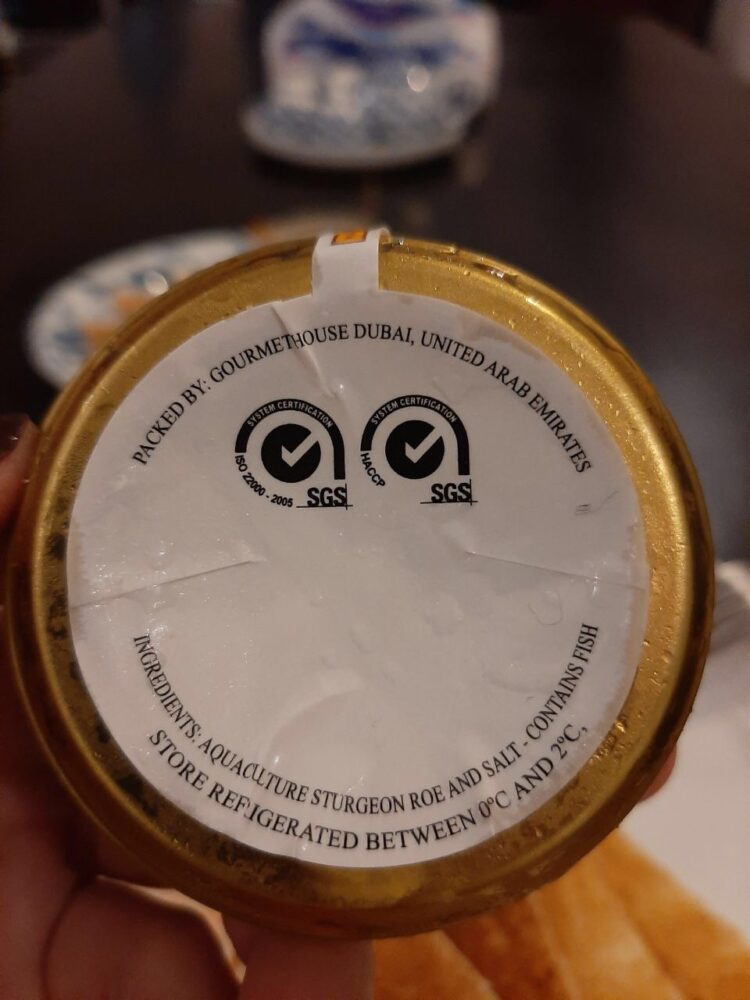 PACKED BY: GOURMETHOUSE DUBAI, UNITED ARAB EMIRATES
SYSTEM CERTIFICATION
ISO 22000 - 2005
SGS
SYSTEM CERTIFICATION
HACCP
SGS
INGREDIENTS: AQUACULTURE STURGEON ROE AND SALT - CONTAINS FISH
STORE REFIGERATED BETWEEN 0°C AND 2°C,